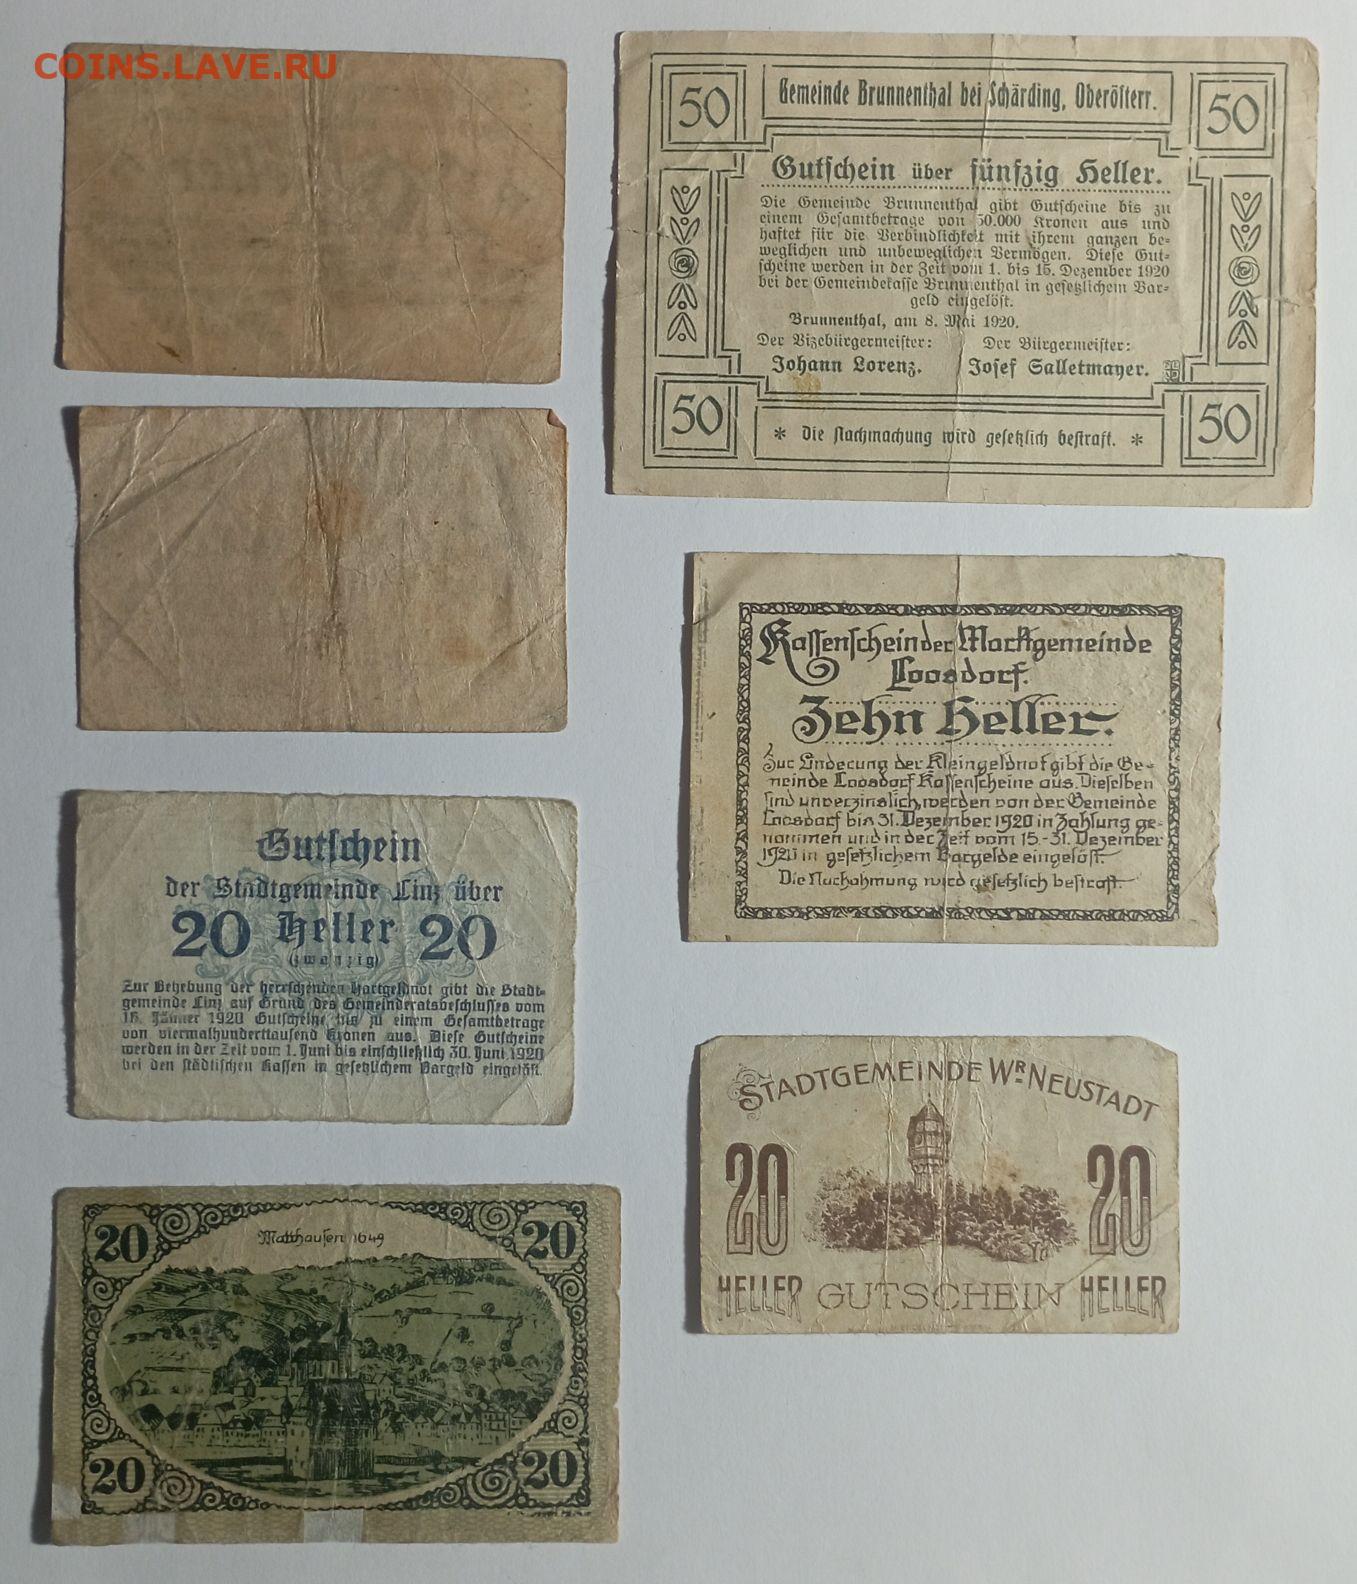 COINS.LAVE.RU
50
Gemeinde Brunnenthal bei Schärding, Oberösterr.
50
Gutschein über fünfzig Heller.
Die Gemeinde Brunnenthal gibt Gutscheine bis zu
einem Gesamtbetrage von 50.000 Kronen aus und
haftet für die Verbindlichkeit mit ihrem ganzen be-
weglichen und unbeweglichen Vermögen. Diese Gut-
scheine werden in der Zeit vom 1. bis 15. Dezember 1920
bei der Gemeindekasse Brunnenthal in gesetzlichem Bar-
geld eingelöst.
Brunnenthal, am 8. Mai 1920.
Der Vizebürgermeister:
Johann Lorenz.
Der Bürgermeister:
Josef Salletmayer.
50
* Die Nachmachung wird gesetzlich bestraft. *
50
Kassenschein der Marktgemeinde
Loosdorf.
Zehn Heller.
Zur Linderung der Kleingeldnot gibt die Ge-
meinde Loosdorf Kassenscheine aus. Dieselben
sind unverzinslich, werden von der Gemeinde
Loosdorf bis 31. Dezember 1920 in Zahlung ge-
nommen und in der Zeit vom 15-31. Dezember
1920 in gesetzlichem Bargelde eingelöst.
Die Nachahmung wird gesetzlich bestraft.
Gutschein
der Stadtgemeinde Linz über
20 Heller 20
(zwanzig)
Zur Behebung der herrschenden Hartgeldnot gibt die Stadt-
gemeinde Linz auf Grund des Gemeinderatsbeschlusses vom
16. Jänner 1920 Gutscheine bis zu einem Gesamtbetrage
von viermalhunderttausend Kronen aus. Diese Gutscheine
werden in der Zeit vom 1. Juni bis einschließlich 30. Juni 1920
bei den städtischen Kassen in gesetzlichem Bargeld eingelöst.
STADTGEMEINDE WR. NEUSTADT
20
20
HELLER GUTSCHEIN HELLER
20
Matthausen 1649
20
20
20